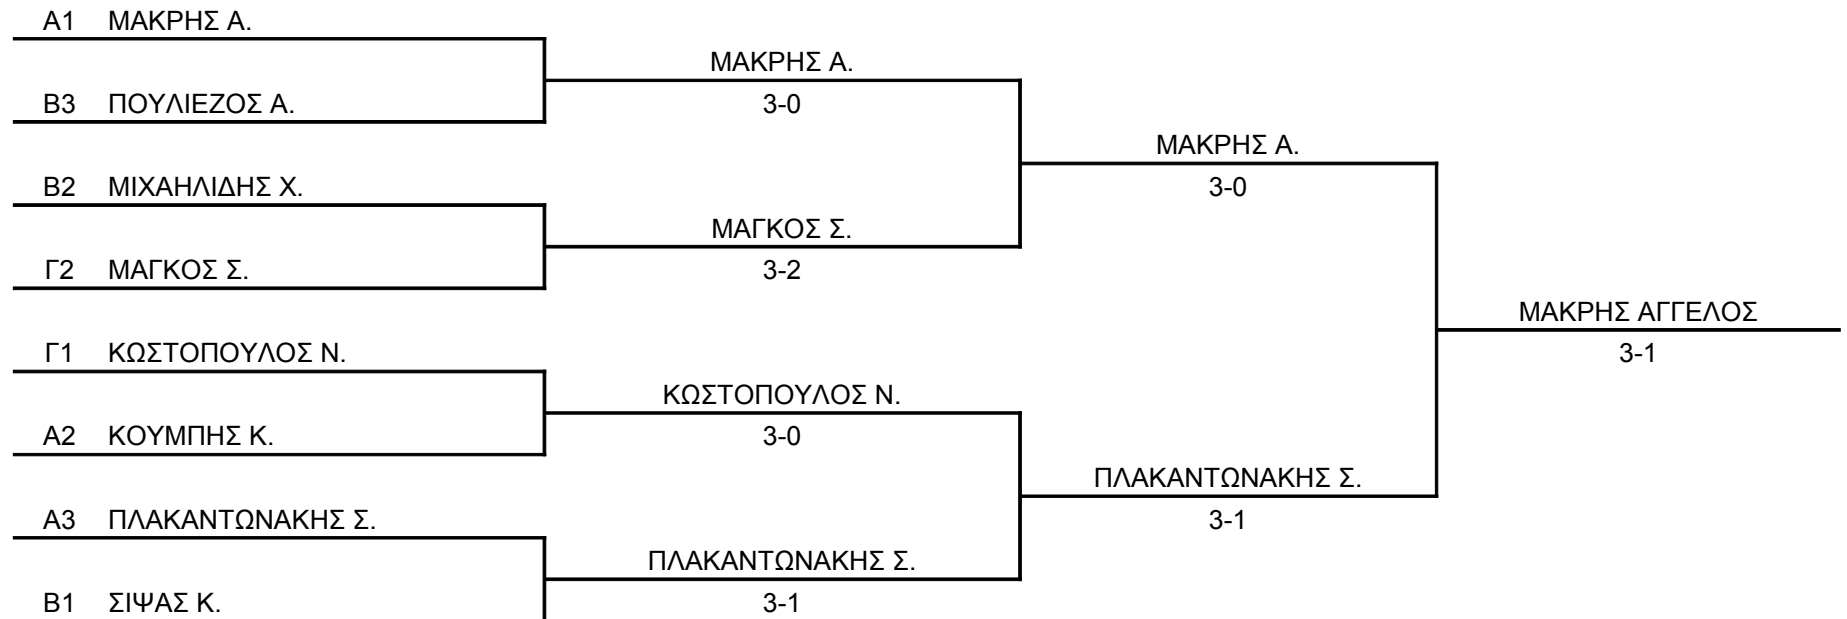 Α1 ΜΑΚΡΗΣ Α.
Β3 ΠΟΥΛΙΕΖΟΣ Α.
Β2 ΜΙΧΑΗΛΙΔΗΣ Χ.
Γ2 ΜΑΓΚΟΣ Σ.
Γ1 ΚΩΣΤΟΠΟΥΛΟΣ Ν.
Α2 ΚΟΥΜΠΗΣ Κ.
Α3 ΠΛΑΚΑΝΤΩΝΑΚΗΣ Σ.
Β1 ΣΙΨΑΣ Κ.
ΜΑΚΡΗΣ Α.
3-0
ΜΑΓΚΟΣ Σ.
3-2
ΚΩΣΤΟΠΟΥΛΟΣ Ν.
3-0
ΠΛΑΚΑΝΤΩΝΑΚΗΣ Σ.
3-1
ΜΑΚΡΗΣ Α.
3-0
ΠΛΑΚΑΝΤΩΝΑΚΗΣ Σ.
3-1
ΜΑΚΡΗΣ ΑΓΓΕΛΟΣ
3-1